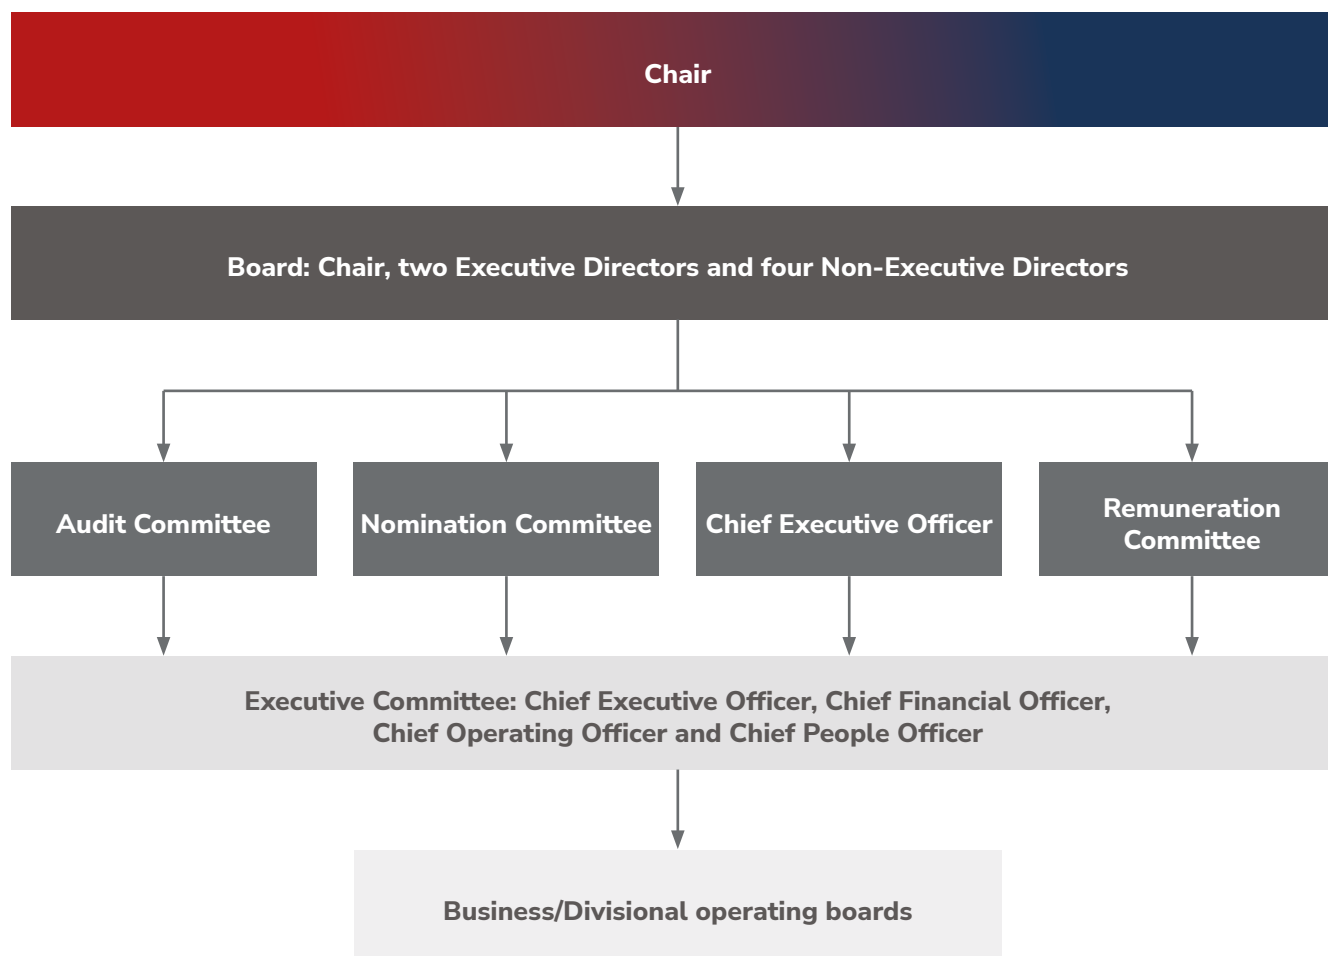 Chair
Board: Chair, two Executive Directors and four Non-Executive Directors
Audit Committee
Nomination Committee
Chief Executive Officer
Remuneration
Committee
Executive Committee: Chief Executive Officer, Chief Financial Officer,
Chief Operating Officer and Chief People Officer
Business/Divisional operating boards